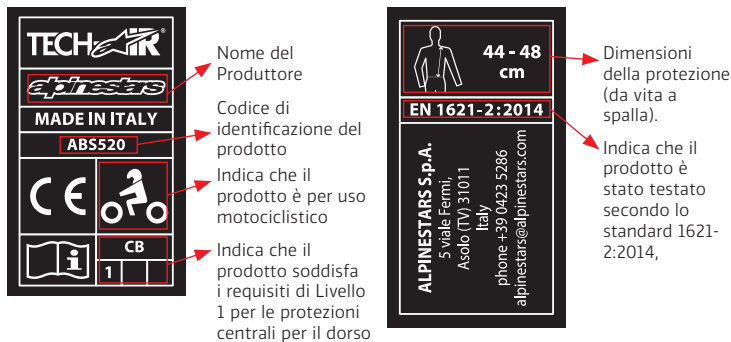 TECH-AIR
alpinestars
MADE IN ITALY
ABS520
CE
i
CB
1
Nome del
Produttore
Codice di
identificazione del
prodotto
Indica che il
prodotto è per uso
motociclistico
Indica che il
prodotto soddisfa
i requisiti di Livello
1 per le protezioni
centrali per il dorso
44 - 48
cm
EN 1621-2:2014
ALPINESTARS S.p.A.
5 viale Fermi,
Asolo (TV) 31011
Italy
phone +39 0423 5286
alpinestars@alpinestars.com
Dimensioni
della protezione
(da vita a
spalla).
Indica che il
prodotto è
stato testato
secondo lo
standard 1621-
2:2014,